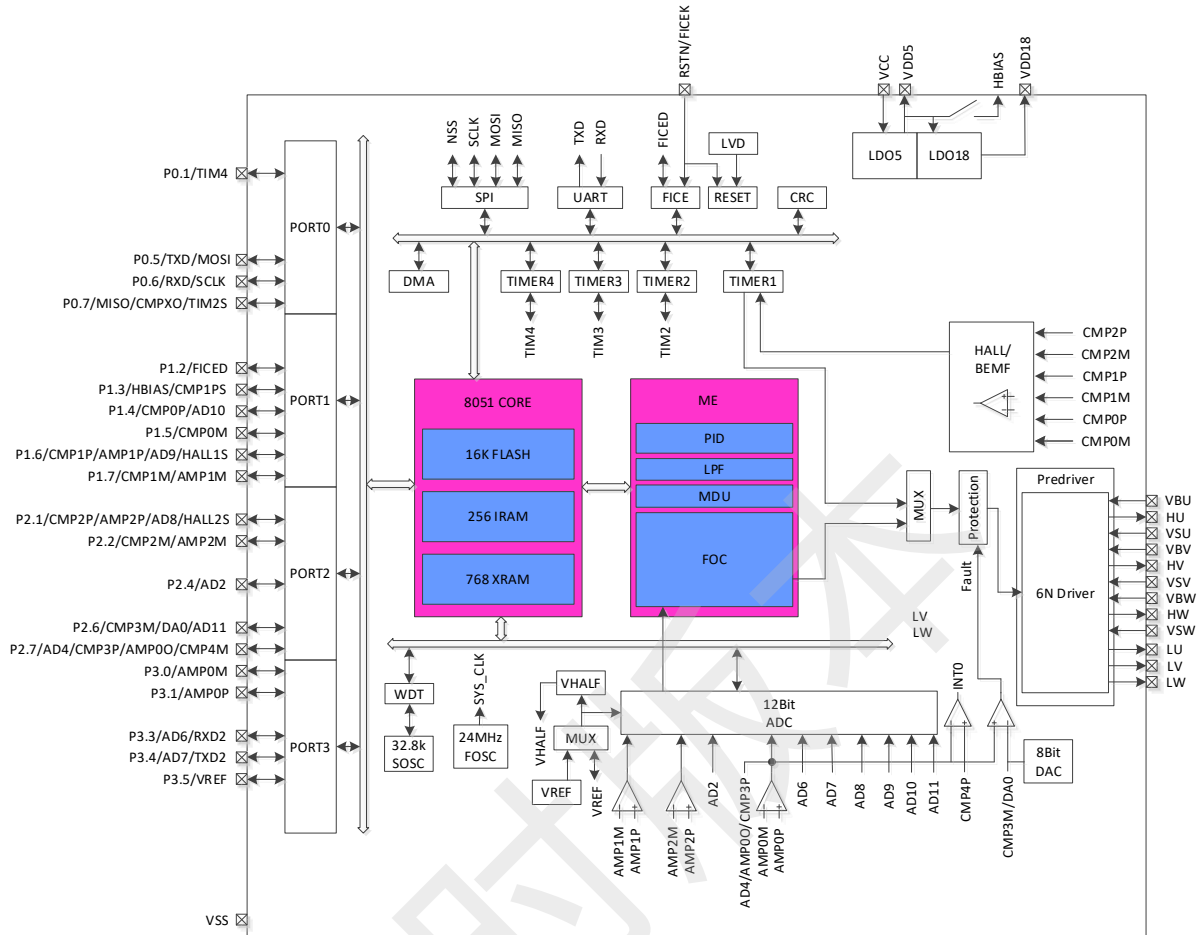 RSTN/FICEK
VCC
VDD5
HBIAS
VDD18
LDO5
LDO18
NSS
SCLK
MOSI
MISO
TXD
RXD
FICED
LVD
SPI
UART
FICE
RESET
CRC
P0.1/TIM4
PORT0
P0.5/TXD/MOSI
P0.6/RXD/SCLK
P0.7/MISO/CMPXO/TIM2S
DMA
TIMER4
TIMER3
TIMER2
TIMER1
TIM4
TIM3
TIM2
HALL/
BEMF
CMP2P
CMP2M
CMP1P
CMP1M
CMP0P
CMP0M
P1.2/FICED
P1.3/HBIAS/CMP1PS
PORT1
P1.4/CMP0P/AD10
P1.5/CMP0M
P1.6/CMP1P/AMP1P/AD9/HALL1S
P1.7/CMP1M/AMP1M
8051 CORE
16K FLASH
256 IRAM
768 XRAM
ME
PID
LPF
MDU
FOC
MUX
Protection
Fault
Predriver
6N Driver
VBU
HU
VSU
VBV
HV
VSV
VBW
HW
VSW
LU
LV
LW
P2.1/CMP2P/AMP2P/AD8/HALL2S
P2.2/CMP2M/AMP2M
PORT2
P2.4/AD2
P2.6/CMP3M/DA0/AD11
P2.7/AD4/CMP3P/AMP0O/CMP4M
LV
LW
P3.0/AMP0M
P3.1/AMP0P
PORT3
P3.3/AD6/RXD2
P3.4/AD7/TXD2
P3.5/VREF
WDT
32.8k
SOSC
SYS_CLK
24MHz
FOSC
VHALF
VHALF
MUX
VREF
VREF
12Bit
ADC
INT0
8Bit
DAC
AMP1M
AMP1P
AMP2M
AMP2P
AD2
AD4/AMP0O/CMP3P
AMP0M
AMP0P
AD6
AD7
AD8
AD9
AD10
AD11
CMP4P
CMP3M/DA0
VSS
时版本